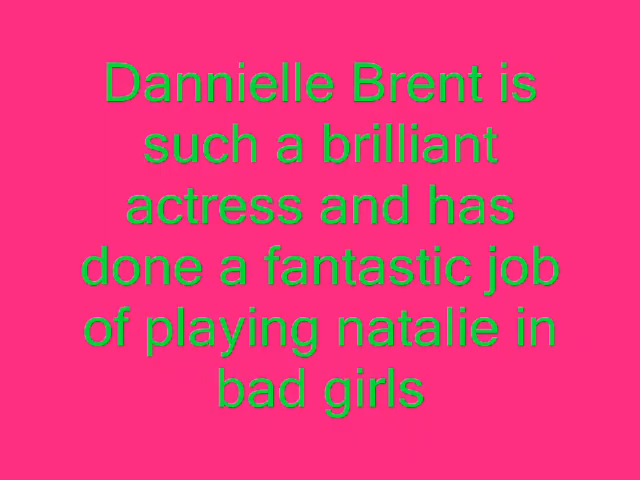 Dannielle Brent is
such a brilliant
actress and has
done a fantastic job
of playing natalie in
bad girls